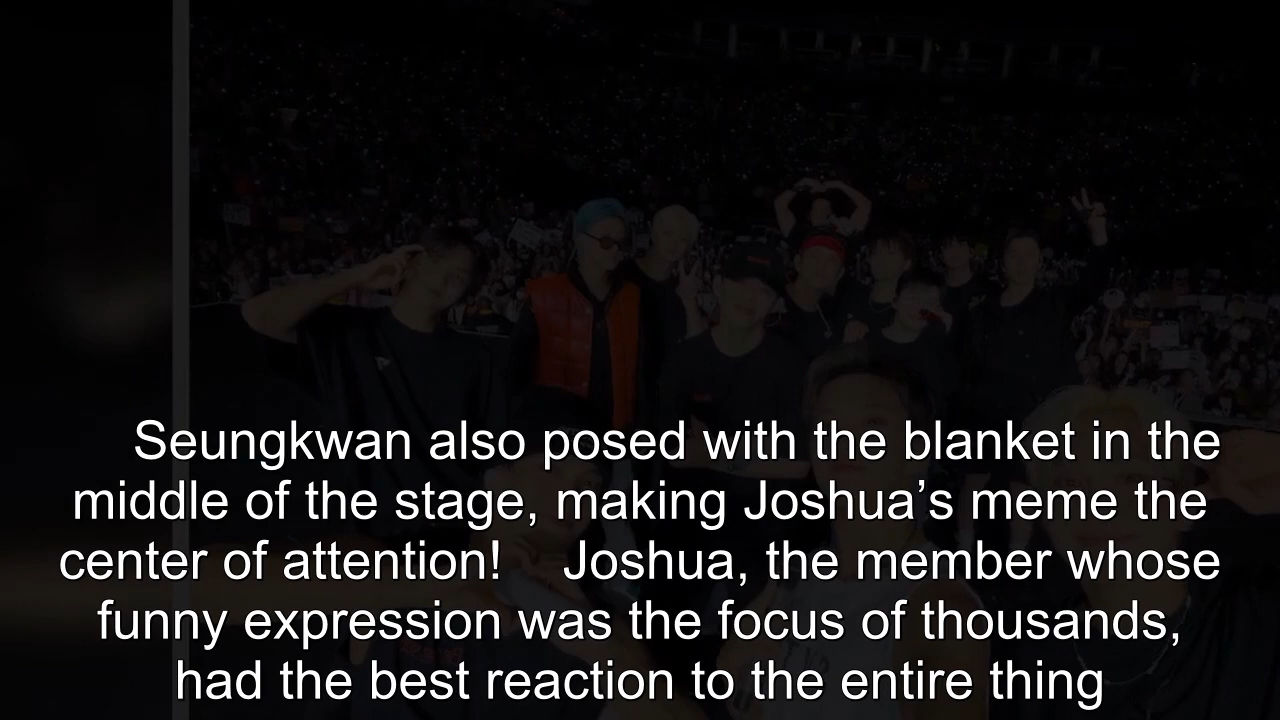 Seungkwan also posed with the blanket in the
middle of the stage, making Joshua’s meme the
center of attention! Joshua, the member whose
funny expression was the focus of thousands,
had the best reaction to the entire thing